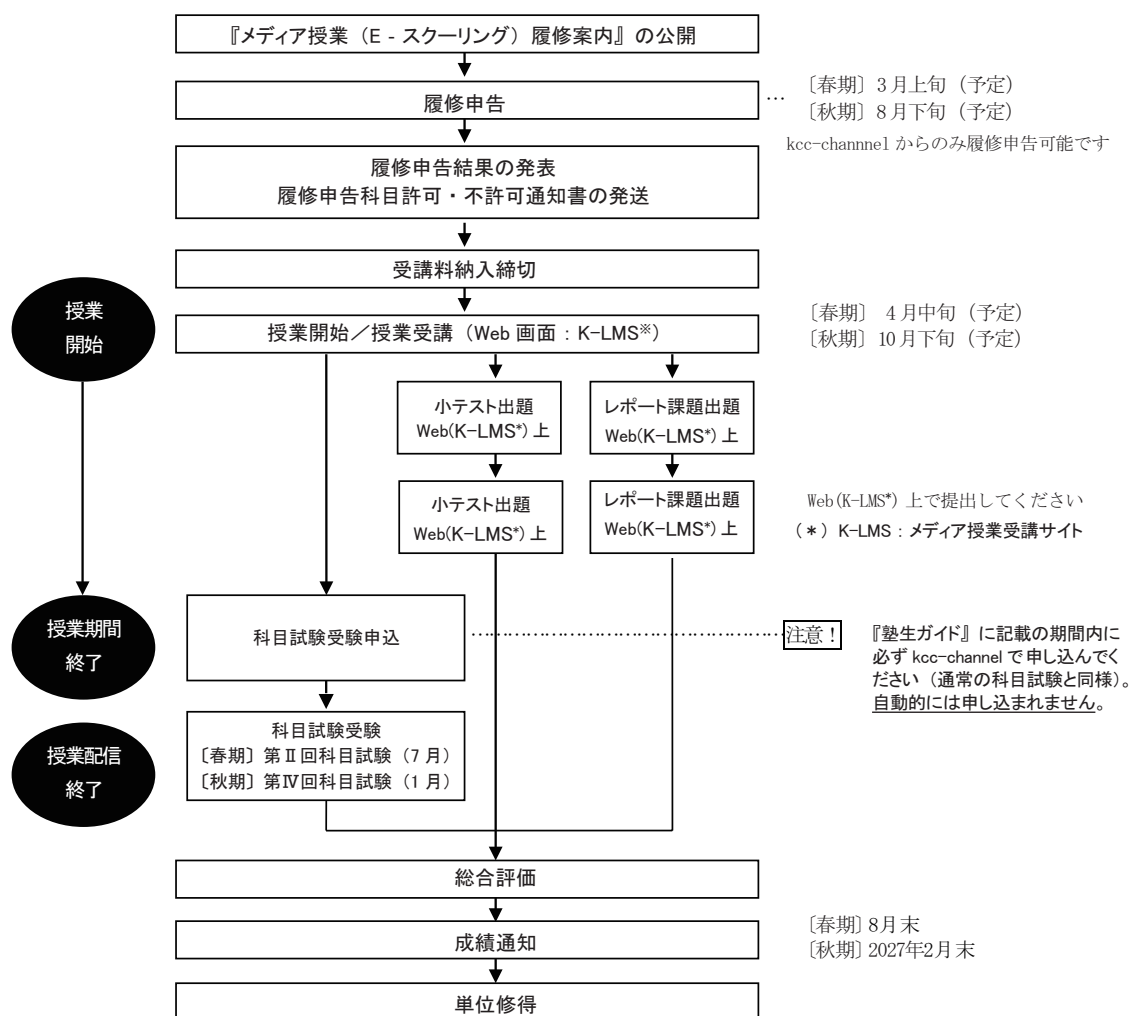 『メディア授業（E - スクーリング）履修案内』の公開
履修申告
… 〔春期〕3月上旬（予定）
〔秋期〕8月下旬（予定）
kcc-channnel からのみ履修申告可能です
履修申告結果の発表
履修申告科目許可・不許可通知書の発送
受講料納入締切
授業
開始
授業開始／授業受講（Web 画面：K-LMS※）
〔春期〕 4月中旬（予定）
〔秋期〕10月下旬（予定）
小テスト出題
Web(K-LMS*) 上
レポート課題出題
Web(K-LMS*) 上
小テスト出題
Web(K-LMS*) 上
レポート課題出題
Web(K-LMS*) 上
Web(K-LMS*) 上で提出してください
（*）K-LMS：メディア授業受講サイト
授業期間
終了
科目試験受験申込
注意！
『塾生ガイド』に記載の期間内に
必ず kcc-channel で申し込んでく
ださい（通常の科目試験と同様）。
自動的には申し込まれません。
授業配信
終了
科目試験受験
〔春期〕第Ⅱ回科目試験（7月）
〔秋期〕第Ⅳ回科目試験（1月）
総合評価
成績通知
〔春期〕8月末
〔秋期〕2027年2月末
単位修得